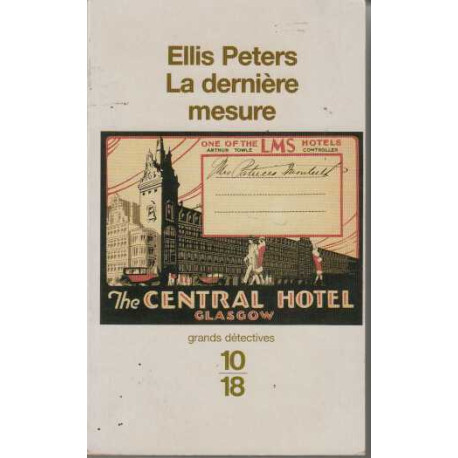 Ellis Peters
La dernière
mesure
ONE OF THE LMS HOTELS
ARTHUR TOWLE CONTROLLER
The CENTRAL HOTEL
GLASGOW
grands détectives
10
18